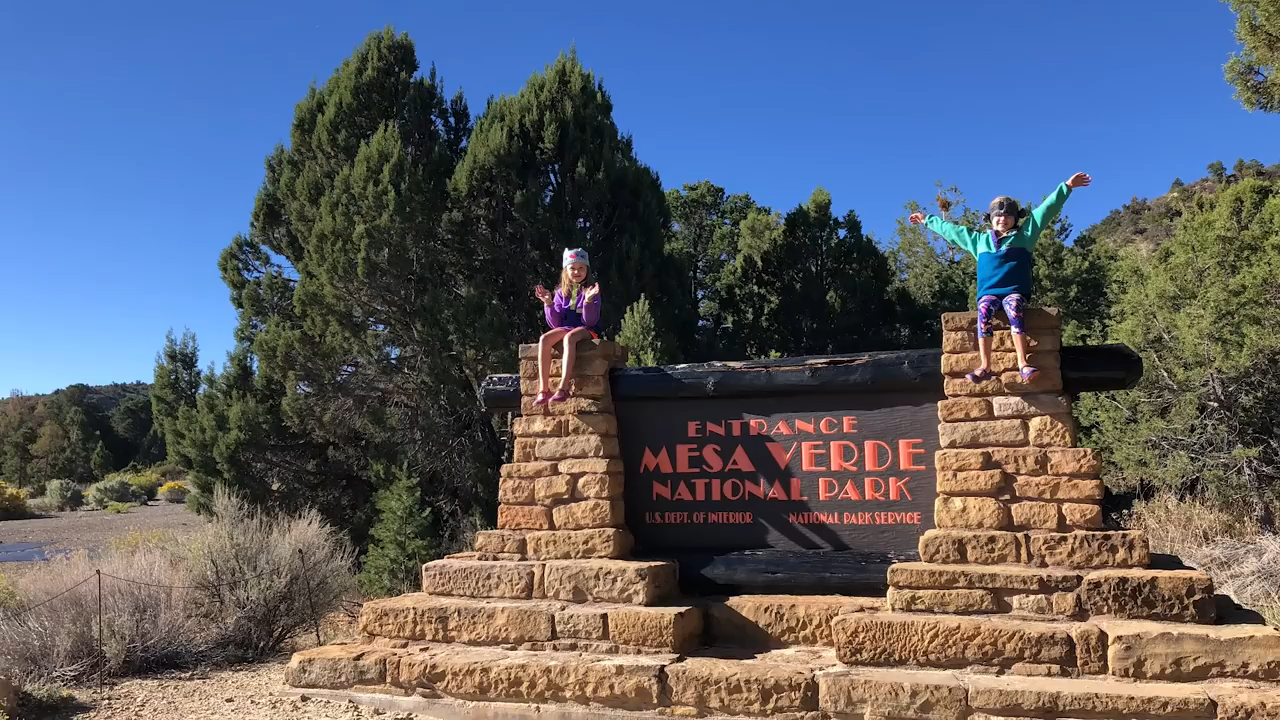 ENTRANCE
MESA VERDE
NATIONAL PARK
U.S. DEPT. OF INTERIOR NATIONAL PARK SERVICE